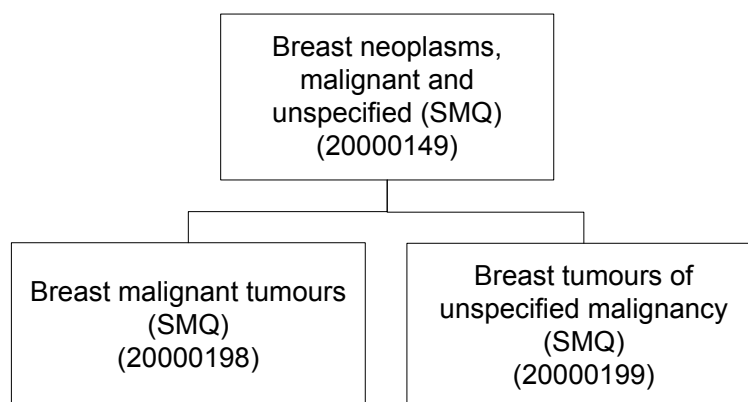 Breast neoplasms,
malignant and
unspecified (SMQ)
(20000149)
Breast malignant tumours
(SMQ)
(20000198)
Breast tumours of
unspecified malignancy
(SMQ)
(20000199)